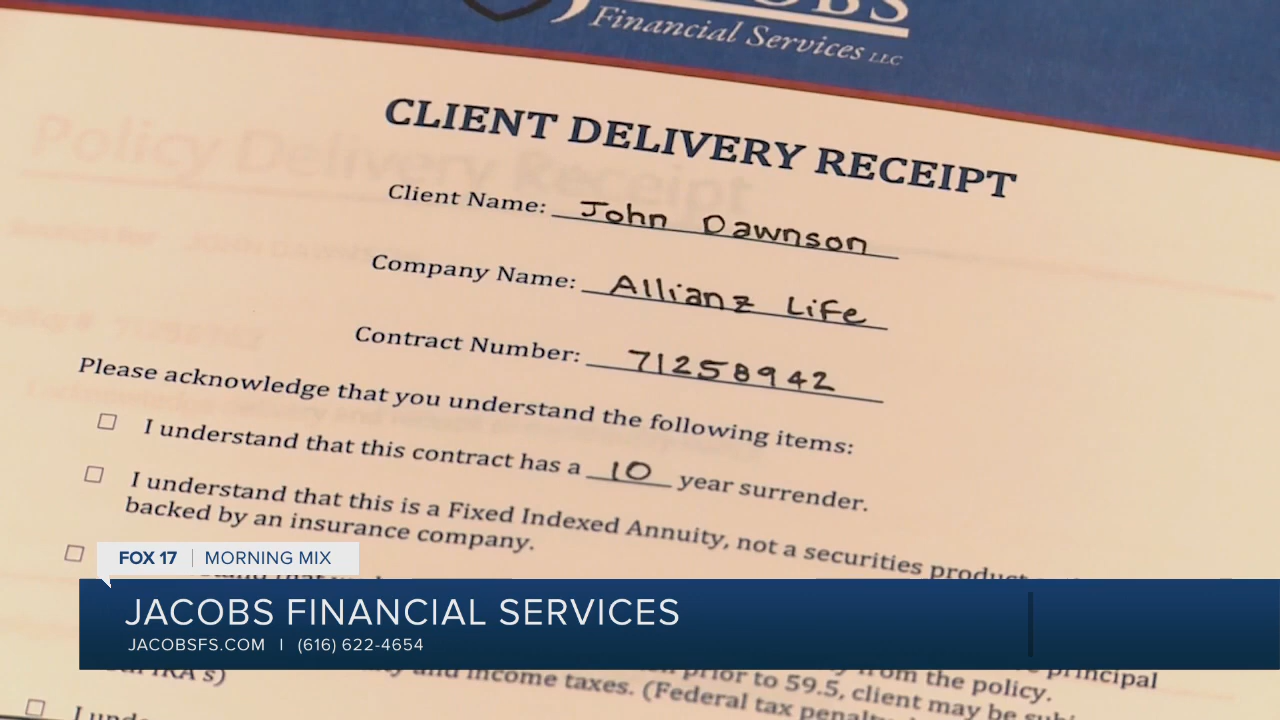 Financial Services LLC
CLIENT DELIVERY RECEIPT
Policy Delivery Receipt
Client Name: John Dawnson
Company Name: Allianz Life
Contract Number: 71258942
Please acknowledge that you understand the following items:
☐ I understand that this contract has a 10 year surrender.
☐ I understand that this is a Fixed Indexed Annuity, not a securities product
backed by an insurance company.
☐
FOX 17 | MORNING MIX
JACOBS FINANCIAL SERVICES
JACOBSFS.COM | (616) 622-4654
principal
from the policy.
and income taxes. (Federal tax
prior to 59.5, client may be
☐ I